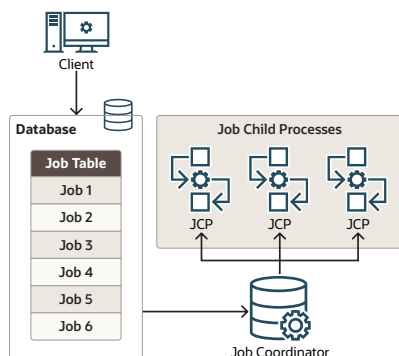 Client
Database
Job Table
Job 1
Job 2
Job 3
Job 4
Job 5
Job 6
Job Child Processes
JCP
JCP
JCP
Job Coordinator